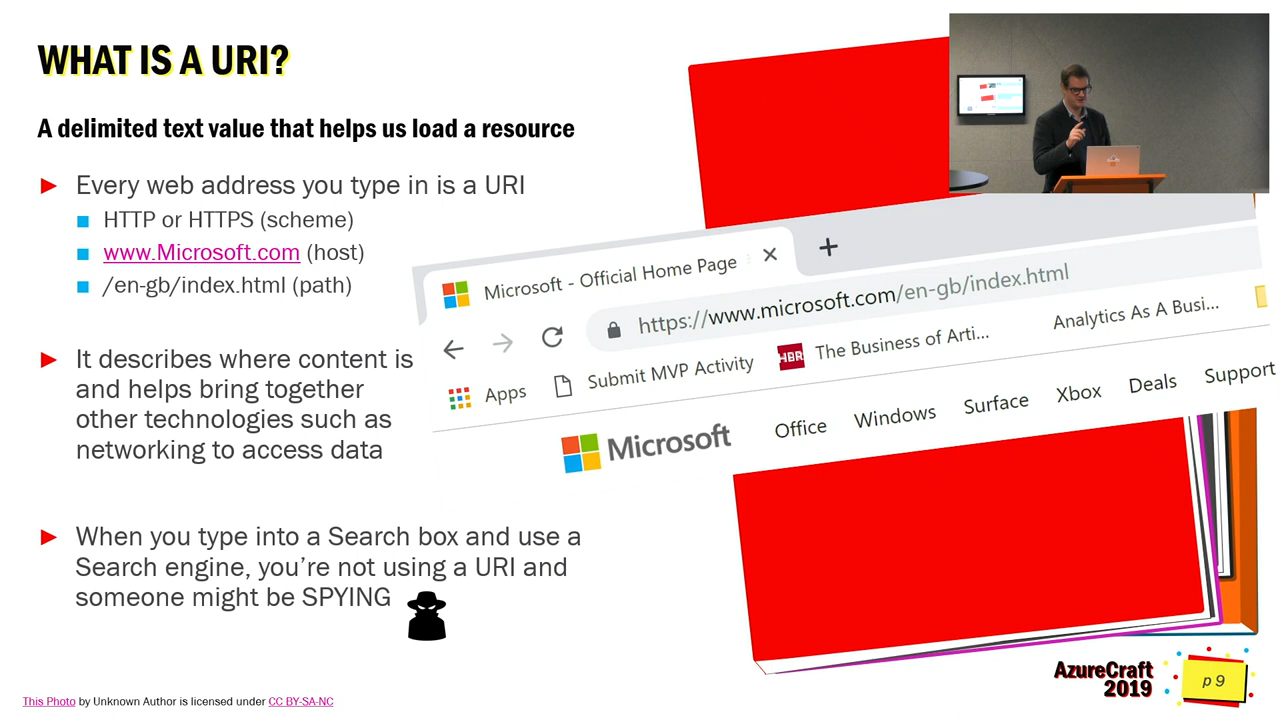 WHAT IS A URI?
A delimited text value that helps us load a resource
Every web address you type in is a URI
HTTP or HTTPS (scheme)
www.Microsoft.com (host)
/en-gb/index.html (path)
It describes where content is
and helps bring together
other technologies such as
networking to access data
When you type into a Search box and use a
Search engine, you’re not using a URI and
someone might be SPYING
Microsoft - Official Home Page
https://www.microsoft.com/en-gb/index.html
Apps Submit MVP Activity HBR The Business of Arti... Analytics As A Busi...
Microsoft Office Windows Surface Xbox Deals Support
AzureCraft
2019
p 9
This Photo by Unknown Author is licensed under CC BY-SA-NC